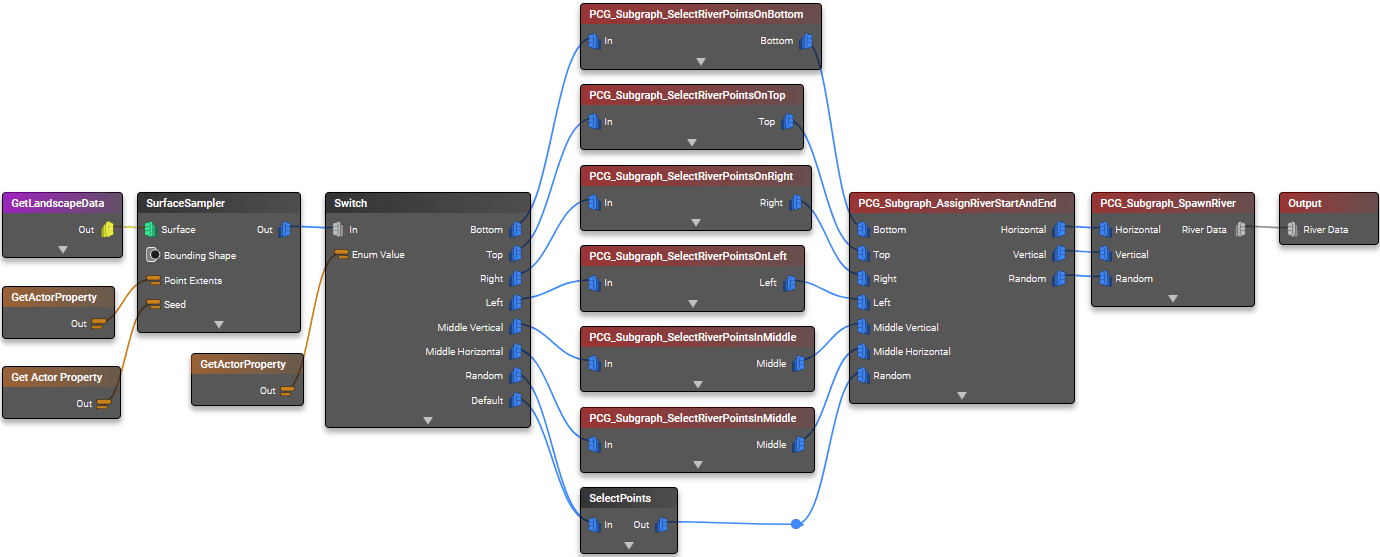 GetLandscapeData
Out
GetActorProperty
Out
Get Actor Property
Out
SurfaceSampler
Surface Out
Bounding Shape
Point Extents
Seed
GetActorProperty
Out
Switch
In Bottom
Enum Value Top
Right
Left
Middle Vertical
Middle Horizontal
Random
Default
PCG_Subgraph_SelectRiverPointsOnBottom
In Bottom
PCG_Subgraph_SelectRiverPointsOnTop
In Top
PCG_Subgraph_SelectRiverPointsOnRight
In Right
PCG_Subgraph_SelectRiverPointsOnLeft
In Left
PCG_Subgraph_SelectRiverPointsInMiddle
In Middle
PCG_Subgraph_SelectRiverPointsInMiddle
In Middle
SelectPoints
In Out
PCG_Subgraph_AssignRiverStartAndEnd
Bottom Horizontal
Top Vertical
Right Random
Left
Middle Vertical
Middle Horizontal
Random
PCG_Subgraph_SpawnRiver
Horizontal River Data
Vertical
Random
Output
River Data